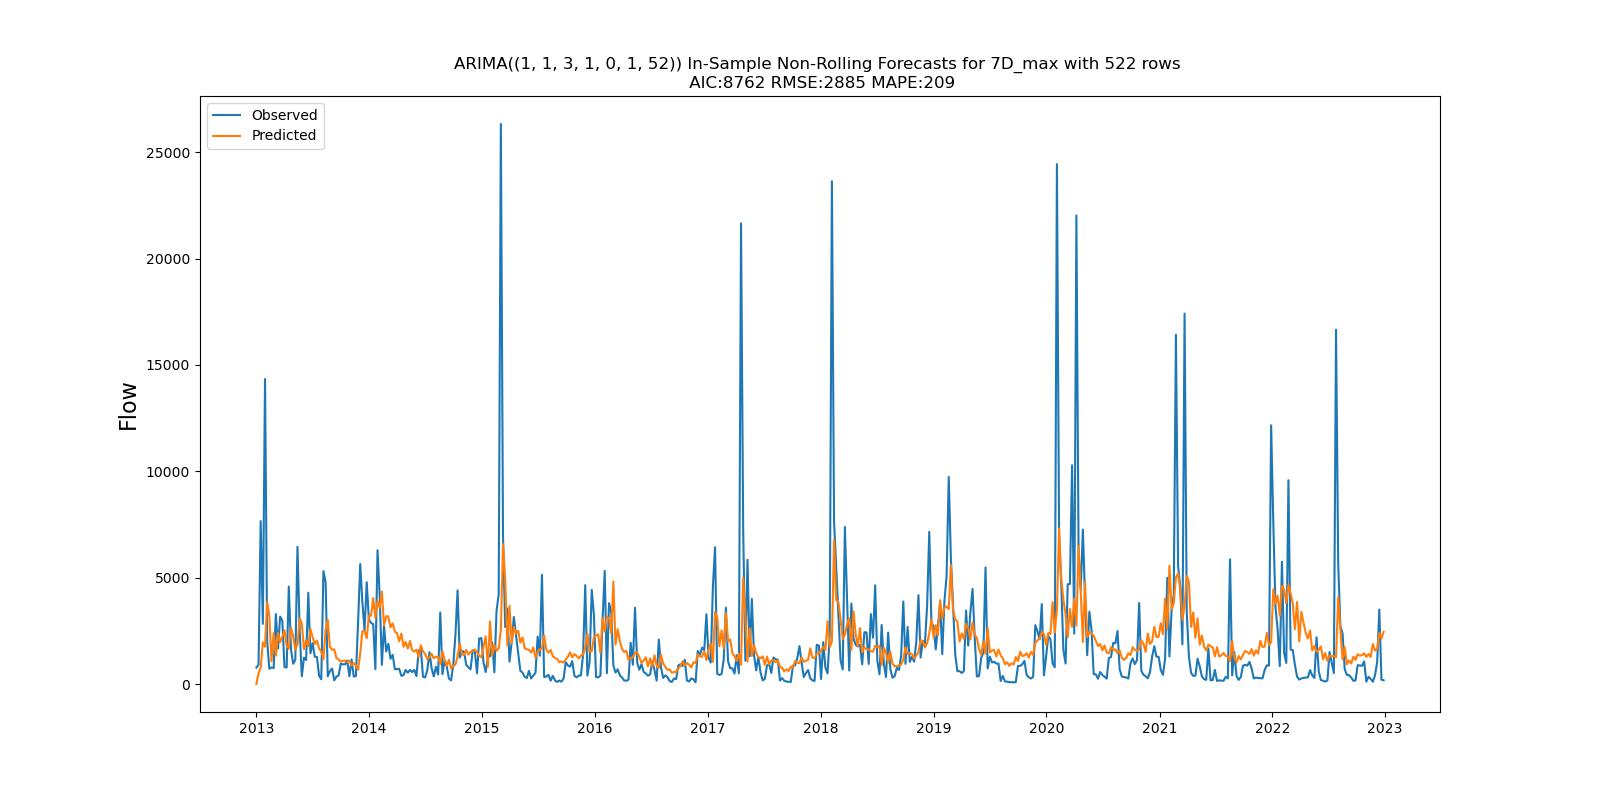 ARIMA((1, 1, 3, 1, 0, 1, 52)) In-Sample Non-Rolling Forecasts for 7D_max with 522 rows
AIC:8762 RMSE:2885 MAPE:209
Observed
Predicted
25000
20000
15000
10000
5000
0
Flow
2013 2014 2015 2016 2017 2018 2019 2020 2021 2022 2023